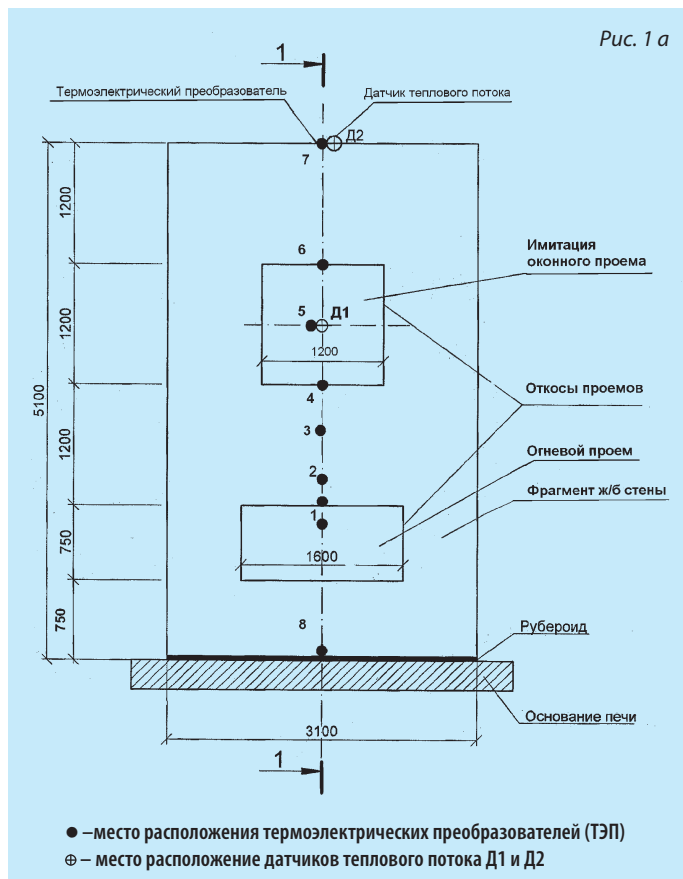 Рис. 1 а
1
Термоэлектрический преобразователь
Датчик теплового потока
Д2
7
1200
6
Имитация
оконного проема
5
Д1
1200
1200
4
Откосы проемов
5100
3
1200
2
Огневой проем
Фрагмент ж/б стены
1
1600
750
750
8
Рубероид
Основание печи
3100
1
● –место расположения термоэлектрических преобразователей (ТЭП)
⊕ – место расположение датчиков теплового потока Д1 и Д2